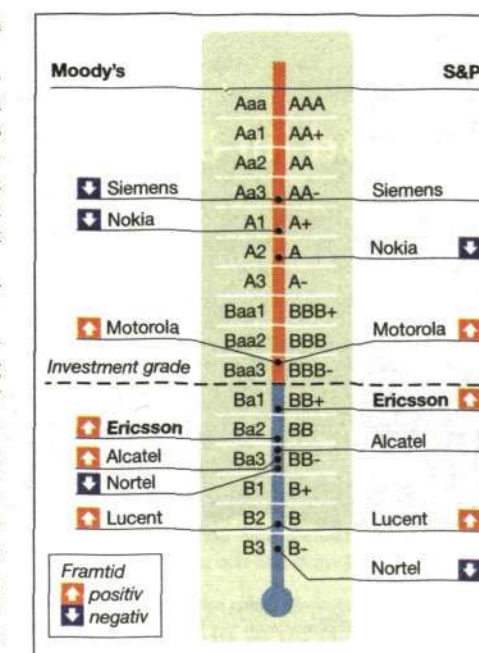 Moody's S&P
Aaa AAA
Aa1 AA+
Aa2 AA
Siemens Aa3 AA- Siemens
Nokia A1 A+
A2 A Nokia
A3 A-
Baa1 BBB+
Motorola Baa2 BBB Motorola
Investment grade Baa3 BBB-
Ba1 BB+ Ericsson
Ericsson Ba2 BB
Alcatel Ba3 BB- Alcatel
Nortel B1 B+
Lucent B2 B Lucent
B3 B- Nortel
Framtid
positiv
negativ